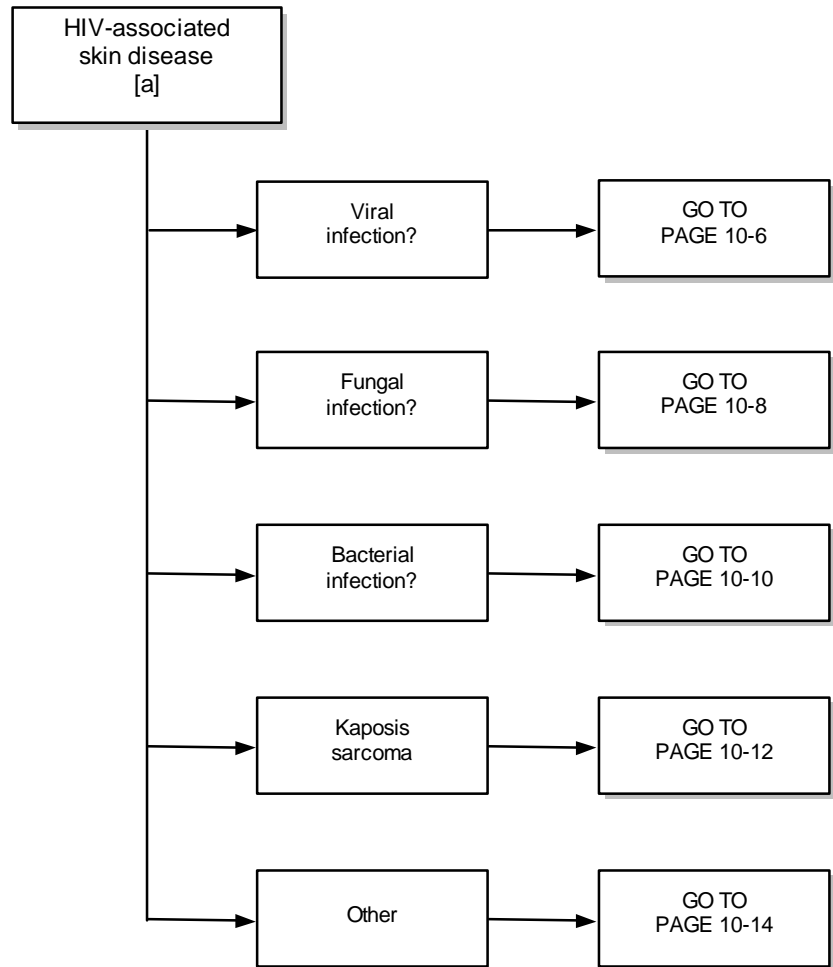 HIV-associated
skin disease
[a]
Viral
infection?
GO TO
PAGE 10-6
Fungal
infection?
GO TO
PAGE 10-8
Bacterial
infection?
GO TO
PAGE 10-10
Kaposis
sarcoma
GO TO
PAGE 10-12
Other
GO TO
PAGE 10-14